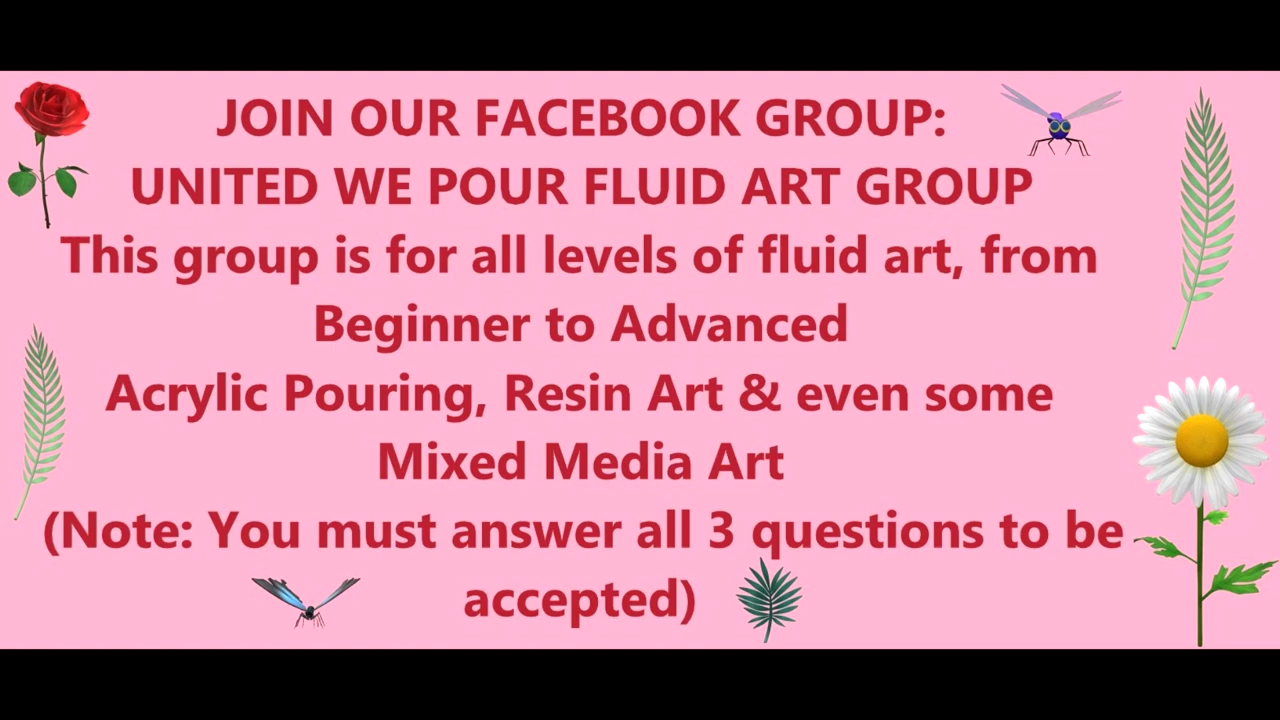 JOIN OUR FACEBOOK GROUP:
UNITED WE POUR FLUID ART GROUP
This group is for all levels of fluid art, from
Beginner to Advanced
Acrylic Pouring, Resin Art & even some
Mixed Media Art
(Note: You must answer all 3 questions to be
accepted)